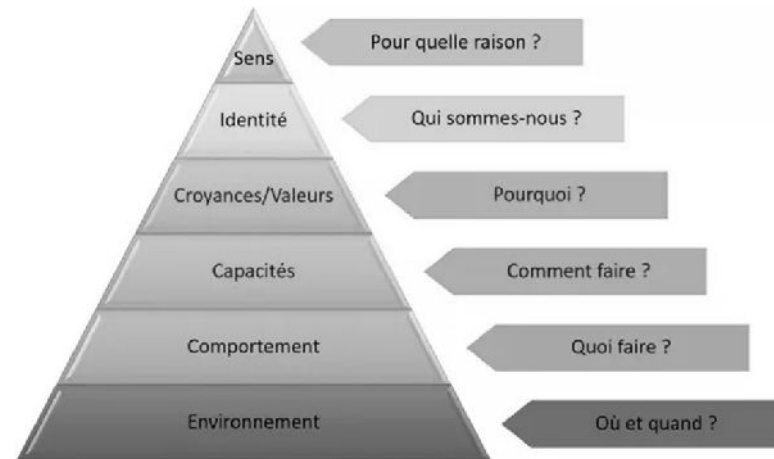 Sens
Pour quelle raison ?
Identité
Qui sommes-nous ?
Croyances/Valeurs
Pourquoi ?
Capacités
Comment faire ?
Comportement
Quoi faire ?
Environnement
Où et quand ?